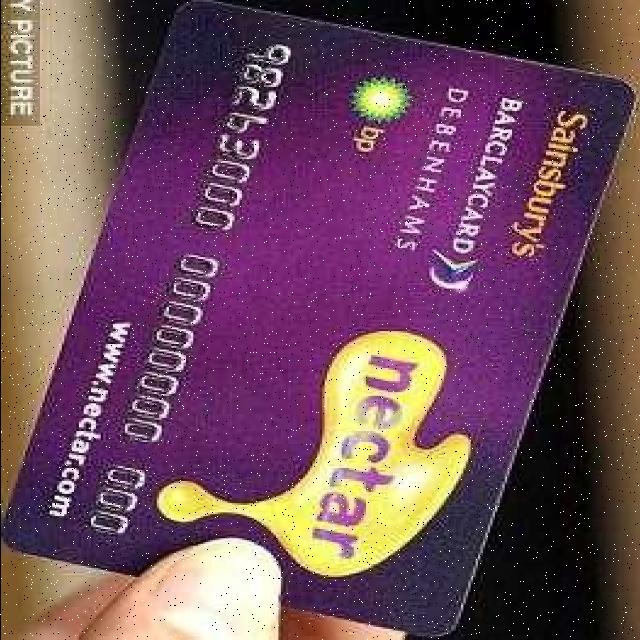 Sainsbury's
BARCLAYCARD
DEBENHAMS
bp
nectar
98263000 00000000 000
www.nectar.com
Y PICTURE